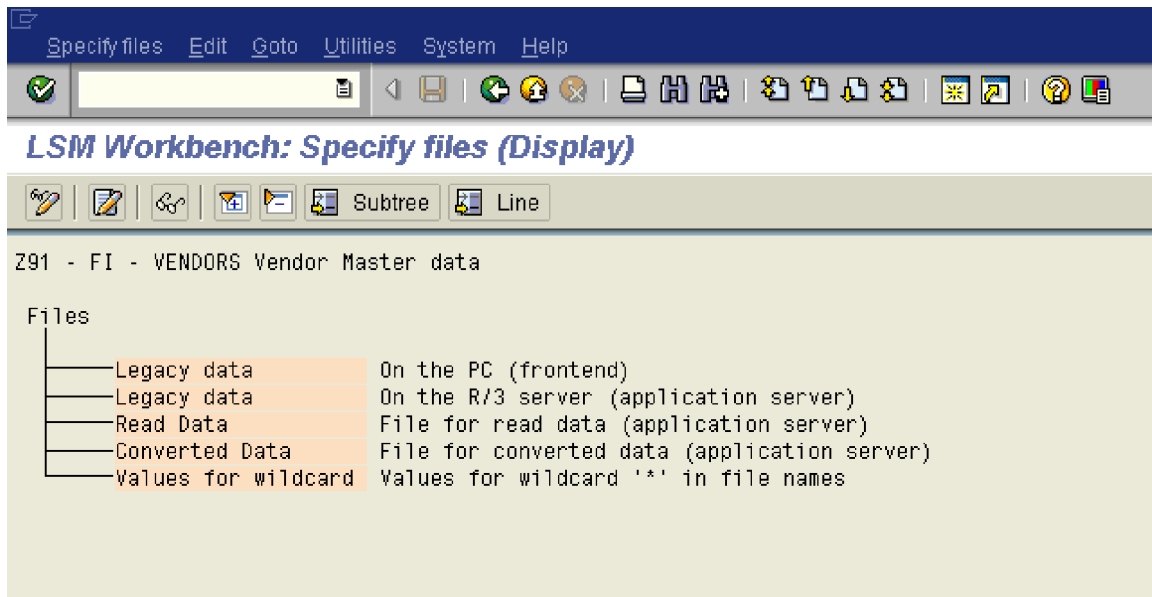 Specify files Edit Goto Utilities System Help
LSM Workbench: Specify files (Display)
Subtree Line
Z91 - FI - VENDORS Vendor Master data
Files
Legacy data On the PC (frontend)
Legacy data On the R/3 server (application server)
Read Data File for read data (application server)
Converted Data File for converted data (application server)
Values for wildcard Values for wildcard '*' in file names